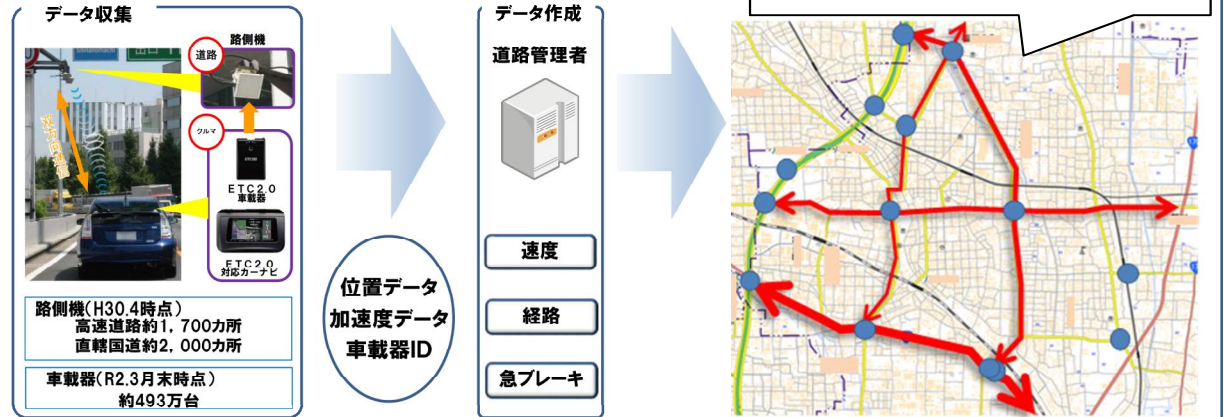 データ収集
路側機
道路
双方向通信
クルマ
ETC2.0
車載器
ETC2.0
対応カーナビ
路側機(H30.4時点)
高速道路約1,700カ所
直轄国道約2,000カ所
車載器(R2.3月末時点)
約493万台
位置データ
加速度データ
車載器ID
データ作成
道路管理者
速度
経路
急ブレーキ